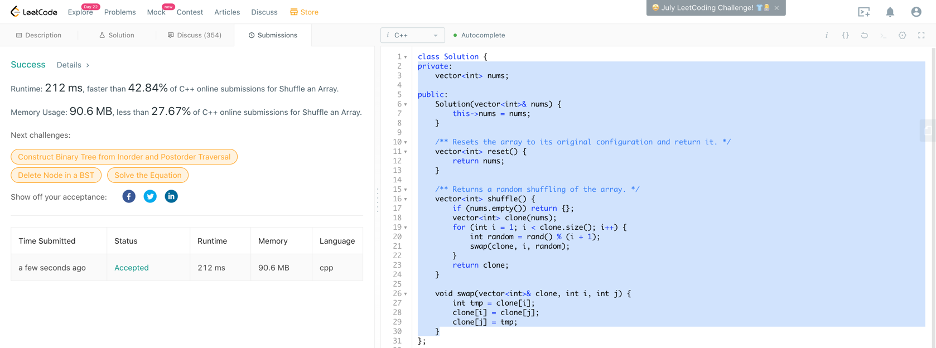 LeetCode
Explore Day 22 Problems Mock new Contest Articles Discuss Store
July LeetCoding Challenge!
Description Solution Discuss (354) Submissions
Success Details >
Runtime: 212 ms, faster than 42.84% of C++ online submissions for Shuffle an Array.
Memory Usage: 90.6 MB, less than 27.67% of C++ online submissions for Shuffle an Array.
Next challenges:
Construct Binary Tree from Inorder and Postorder Traversal
Delete Node in a BST Solve the Equation
Show off your acceptance:
Time Submitted Status Runtime Memory Language
a few seconds ago Accepted 212 ms 90.6 MB cpp
i C++ Autocomplete
1 class Solution {
2 private:
3 vector<int> nums;
4
5 public:
6 Solution(vector<int>& nums) {
7 this->nums = nums;
8 }
9
10 /** Resets the array to its original configuration and return it. */
11 vector<int> reset() {
12 return nums;
13 }
14
15 /** Returns a random shuffling of the array. */
16 vector<int> shuffle() {
17 if (nums.empty()) return {};
18 vector<int> clone(nums);
19 for (int i = 1; i < clone.size(); i++) {
20 int random = rand() % (i + 1);
21 swap(clone, i, random);
22 }
23 return clone;
24 }
25
26 void swap(vector<int>& clone, int i, int j) {
27 int tmp = clone[i];
28 clone[i] = clone[j];
29 clone[j] = tmp;
30 }
31 };